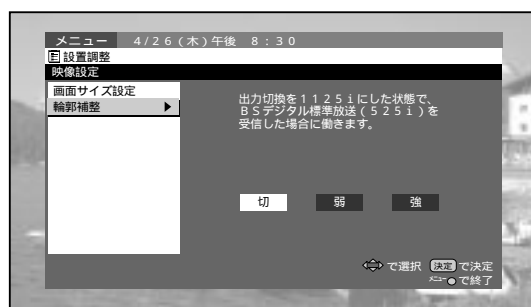 メニュー 4/26(木)午後 8:30
設置調整
映像設定
画面サイズ設定
輪郭補整 ▶
出力切換を1125iにした状態で、
BSデジタル標準放送(525i)を
受信した場合に働きます。
切 弱 強
で選択 決定 で決定
メニュー で終了